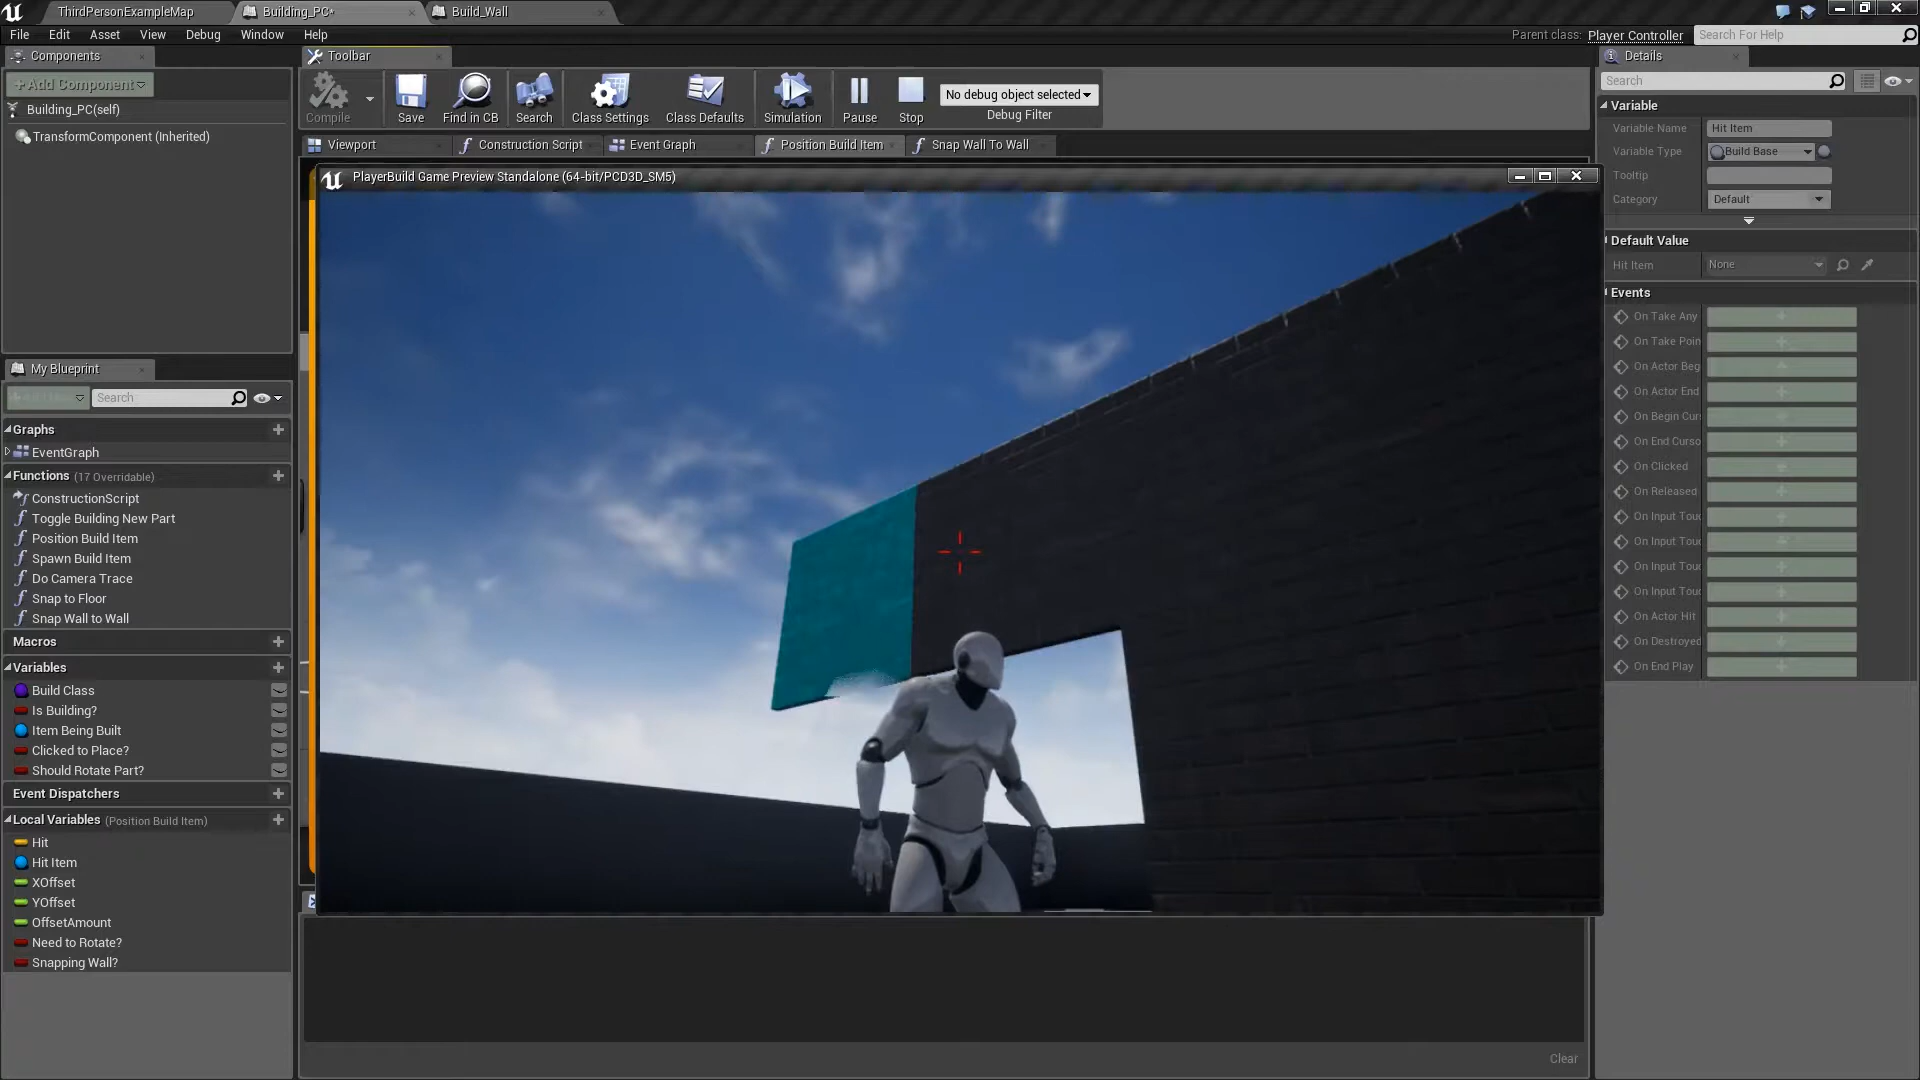 ThirdPersonExampleMap
Building_PC*
Build_Wall
File Edit Asset View Debug Window Help
Parent class: Player Controller
Search For Help
Components
Toolbar
Details
+Add Component
Search
Building_PC(self)
TransformComponent (Inherited)
Compile
Save
Find in CB
Search
Class Settings
Class Defaults
Simulation
Pause
Stop
No debug object selected
Debug Filter
Variable
Variable Name Hit Item
Variable Type Build Base
Tooltip
Category Default
Viewport
Construction Script
Event Graph
Position Build Item
Snap Wall To Wall
PlayerBuild Game Preview Standalone (64-bit/PCD3D_SM5)
Default Value
Hit Item None
Events
On Take Any
On Take Poin
On Actor Beg
On Actor End
On Begin Cur
On End Curso
On Clicked
On Released
On Input Touc
On Input Touc
On Input Touc
On Input Touc
On Actor Hit
On Destroyed
On End Play
My Blueprint
Search
Graphs
EventGraph
Functions (17 Overridable)
ConstructionScript
Toggle Building New Part
Position Build Item
Spawn Build Item
Do Camera Trace
Snap to Floor
Snap Wall to Wall
Macros
Variables
Build Class
Is Building?
Item Being Built
Clicked to Place?
Should Rotate Part?
Event Dispatchers
Local Variables (Position Build Item)
Hit
Hit Item
XOffset
YOffset
OffsetAmount
Need to Rotate?
Snapping Wall?
Clear